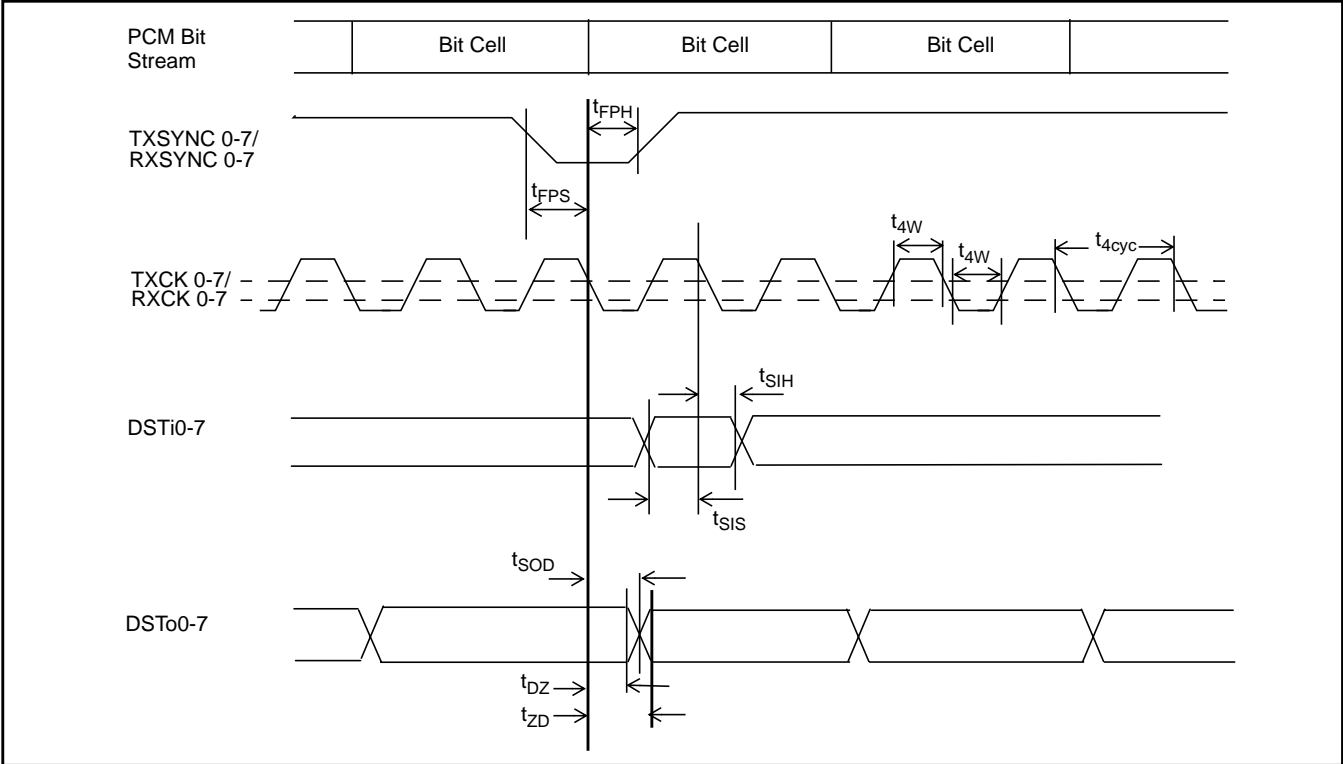 PCM Bit
Stream
Bit Cell
Bit Cell
Bit Cell
tFPH
TXSYNC 0-7/
RXSYNC 0-7
tFPS
t4W
t4W
t4cyc
TXCK 0-7/
RXCK 0-7
tSIH
DSTi0-7
tSIS
tSOD
DSTo0-7
tDZ
tZD